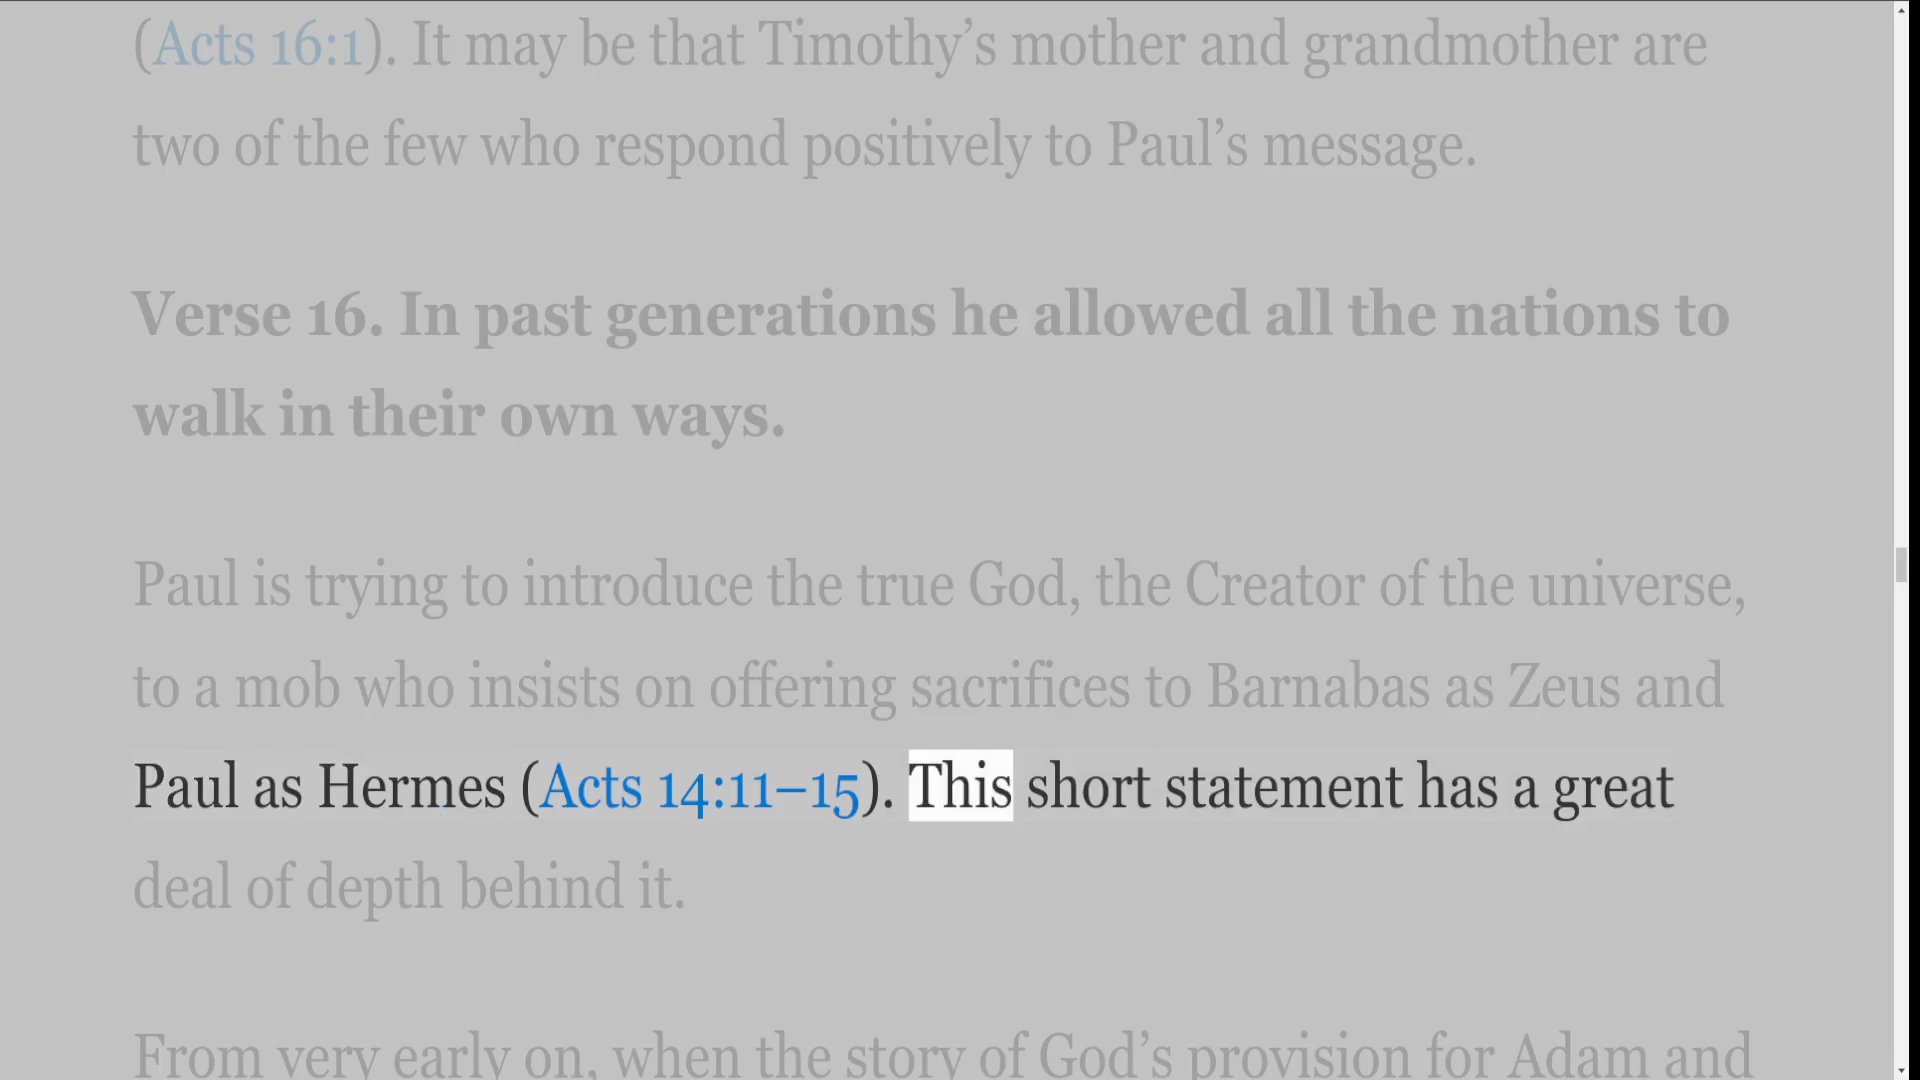 (Acts 16:1). It may be that Timothy’s mother and grandmother are
two of the few who respond positively to Paul’s message.
Verse 16. In past generations he allowed all the nations to
walk in their own ways.
Paul is trying to introduce the true God, the Creator of the universe,
to a mob who insists on offering sacrifices to Barnabas as Zeus and
Paul as Hermes (Acts 14:11–15). This short statement has a great
deal of depth behind it.
From very early on, when the story of God’s provision for Adam and